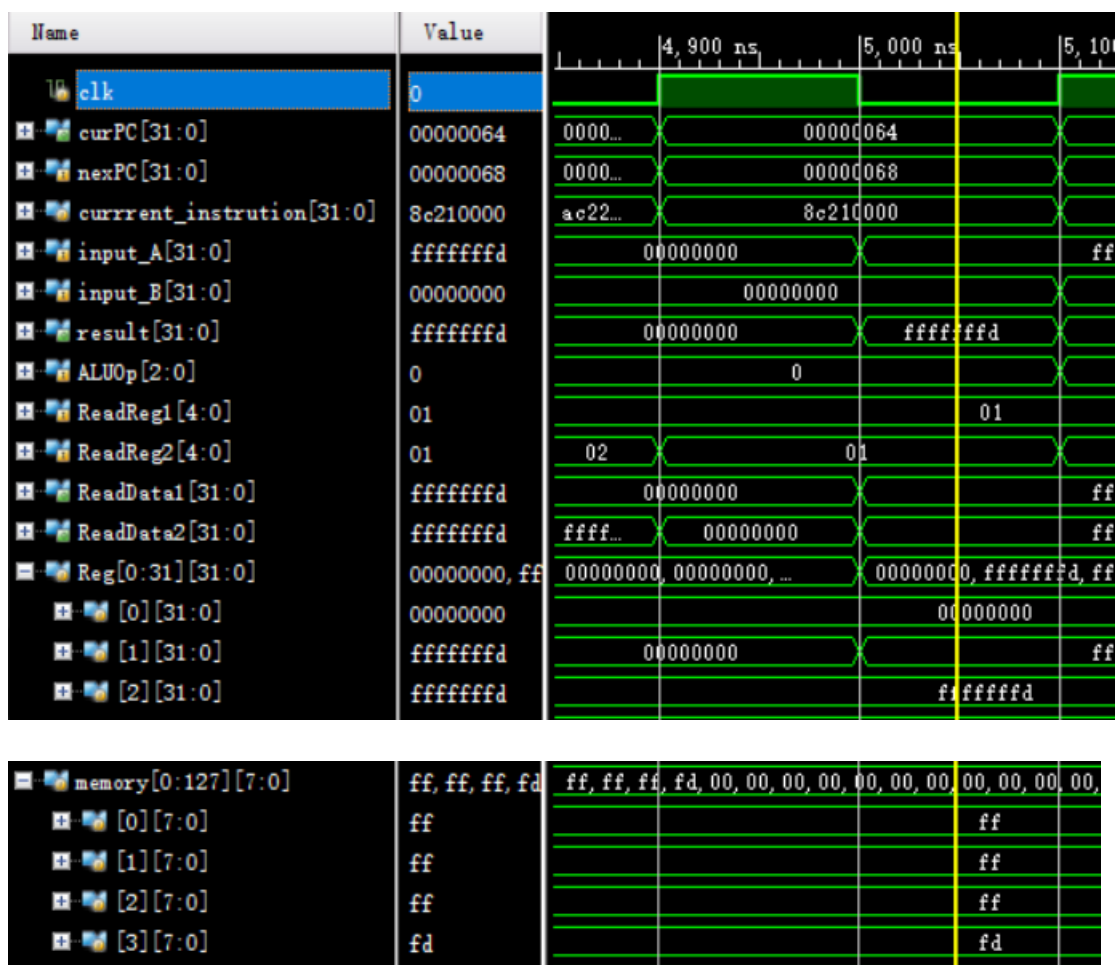 Name Value 4,900 ns 5,000 ns 5,10
clk 0
curPC[31:0] 00000064 0000... 00000064
nexPC[31:0] 00000068 0000... 00000068
currrent_instrution[31:0] 8c210000 ac22... 8c210000
input_A[31:0] fffffffd 00000000 ff
input_B[31:0] 00000000 00000000
result[31:0] fffffffd 00000000 fffffffd
ALUOp[2:0] 0 0
ReadReg1[4:0] 01 01
ReadReg2[4:0] 01 02 01
ReadData1[31:0] fffffffd 00000000 ff
ReadData2[31:0] fffffffd ffff... 00000000 ff
Reg[0:31][31:0] 00000000, ff 00000000, 00000000, ... 00000000, fffffffd, ff
[0][31:0] 00000000 00000000
[1][31:0] fffffffd 00000000 ff
[2][31:0] fffffffd fffffffd
memory[0:127][7:0] ff, ff, ff, fd ff, ff, ff, fd, 00, 00, 00, 00, 00, 00, 00, 00, 00, 00, 00, 00,
[0][7:0] ff ff
[1][7:0] ff ff
[2][7:0] ff ff
[3][7:0] fd fd